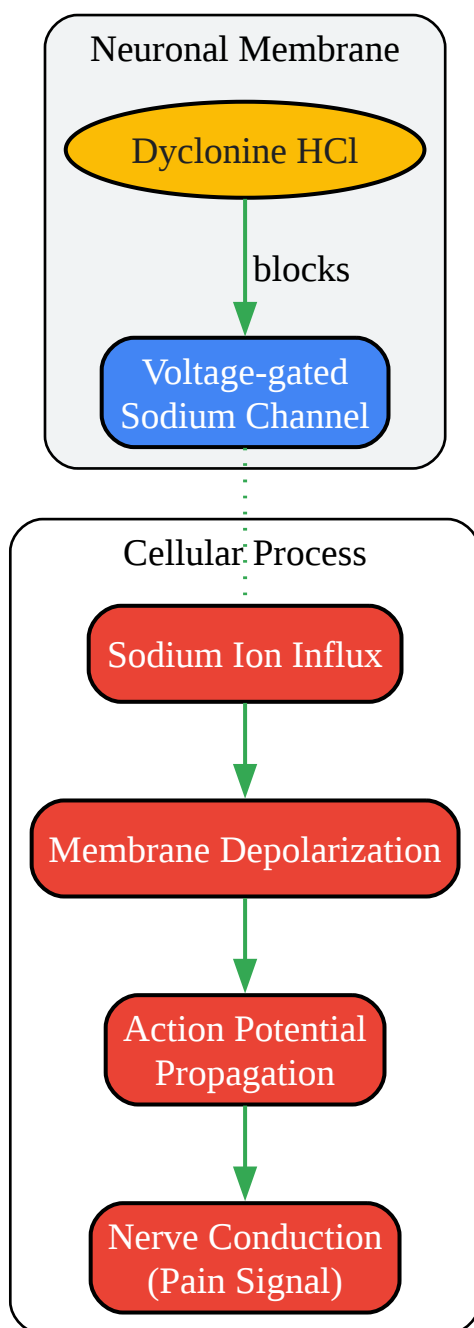 Neuronal Membrane
Dyclonine HCl
blocks
Voltage-gated
Sodium Channel
Cellular Process
Sodium Ion Influx
Membrane Depolarization
Action Potential
Propagation
Nerve Conduction
(Pain Signal)